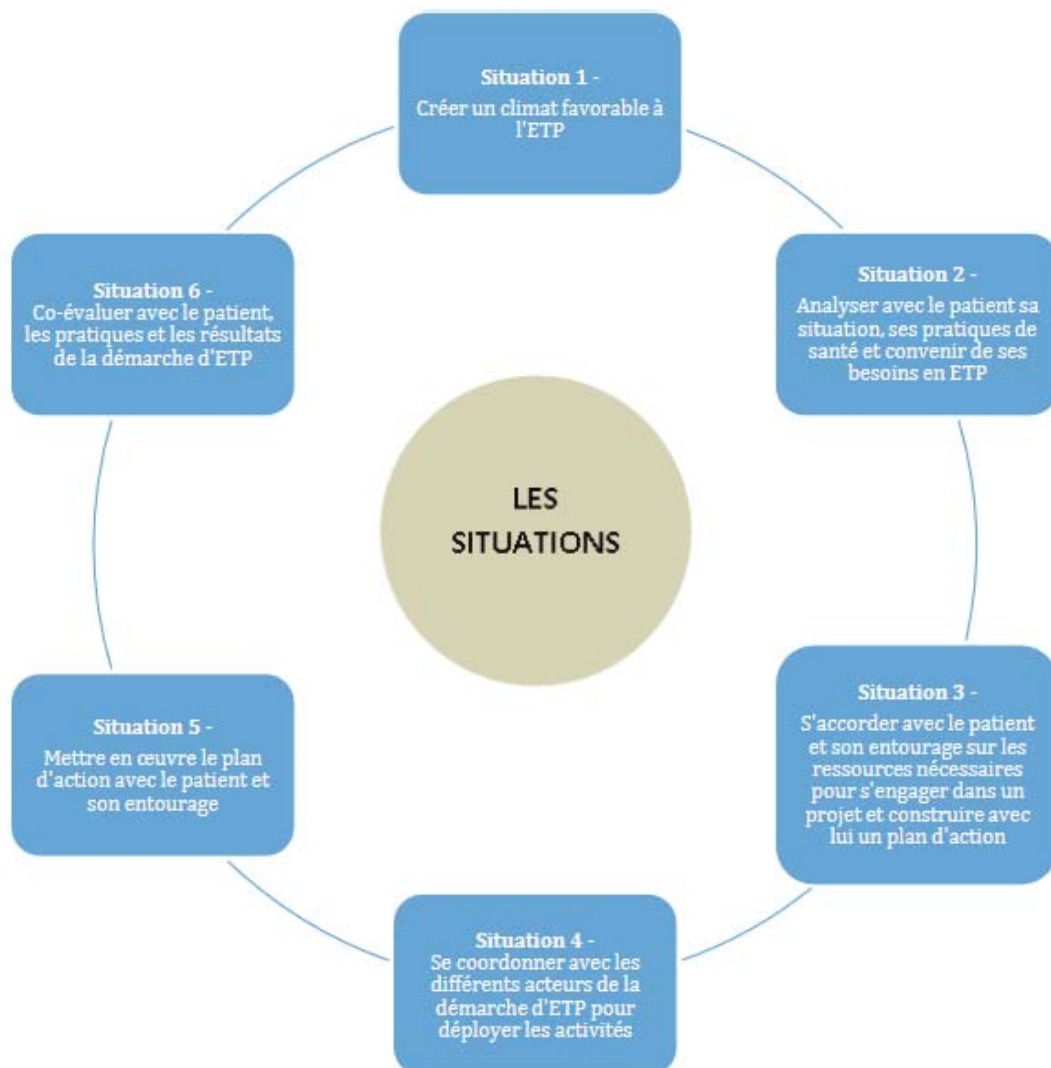 Situation 1 -
Créer un climat favorable à
l'ETP
Situation 2 -
Analyser avec le patient sa
situation, ses pratiques de
santé et convenir de ses
besoins en ETP
Situation 3 -
S'accorder avec le patient
et son entourage sur les
ressources nécessaires
pour s'engager dans un
projet et construire avec
lui un plan d'action
Situation 4 -
Se coordonner avec les
différents acteurs de la
démarche d'ETP pour
déployer les activités
Situation 5 -
Mettre en œuvre le plan
d'action avec le patient et
son entourage
Situation 6 -
Co-évaluer avec le patient,
les pratiques et les résultats
de la démarche d'ETP
LES
SITUATIONS